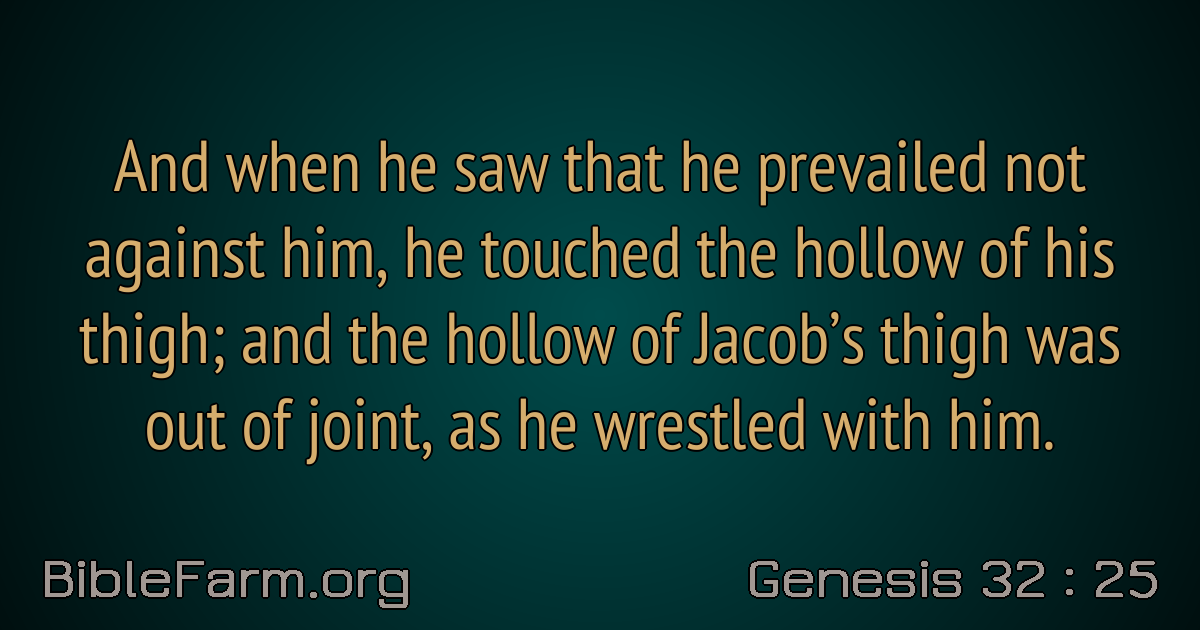 And when he saw that he prevailed not
against him, he touched the hollow of his
thigh; and the hollow of Jacob’s thigh was
out of joint, as he wrestled with him.
BibleFarm.org
Genesis 32 : 25